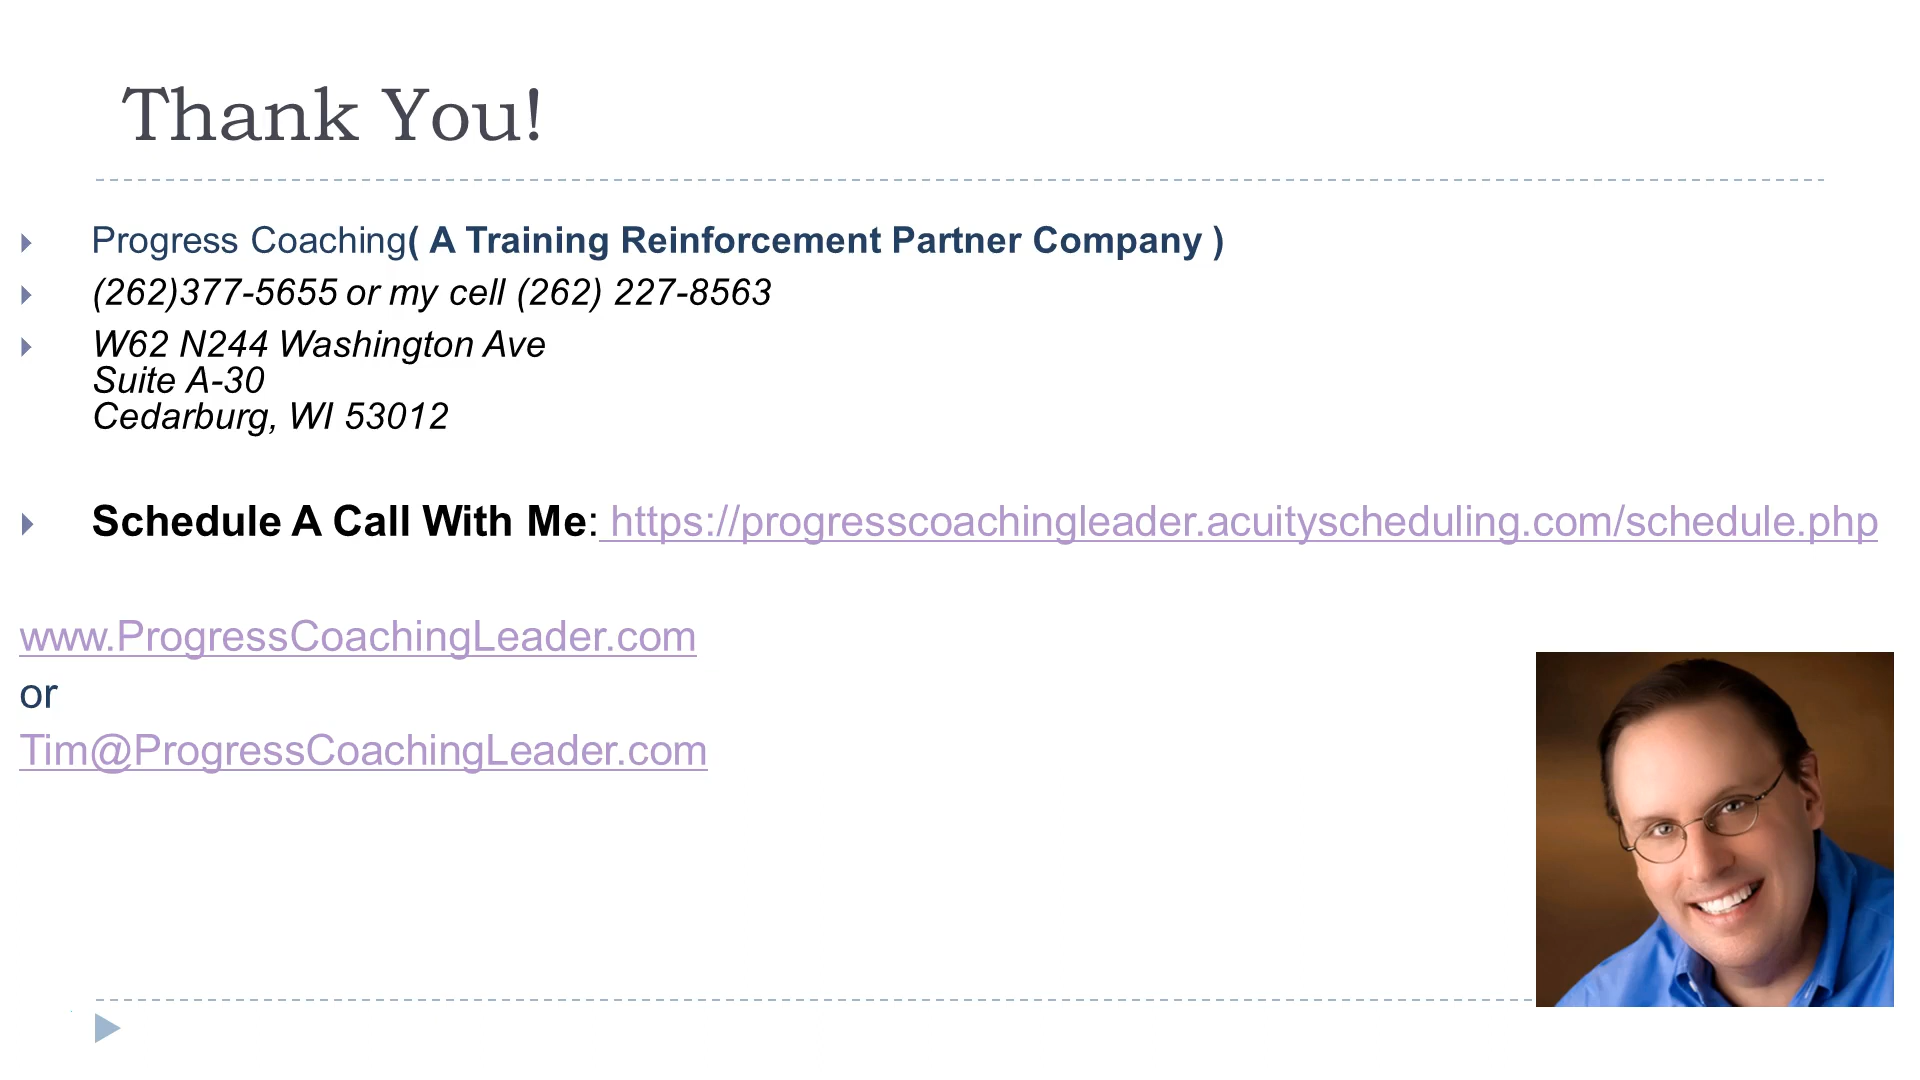 Thank You!
Progress Coaching( A Training Reinforcement Partner Company )
(262)377-5655 or my cell (262) 227-8563
W62 N244 Washington Ave
Suite A-30
Cedarburg, WI 53012
Schedule A Call With Me: https://progresscoachingleader.acuityscheduling.com/schedule.php
www.ProgressCoachingLeader.com
or
Tim@ProgressCoachingLeader.com